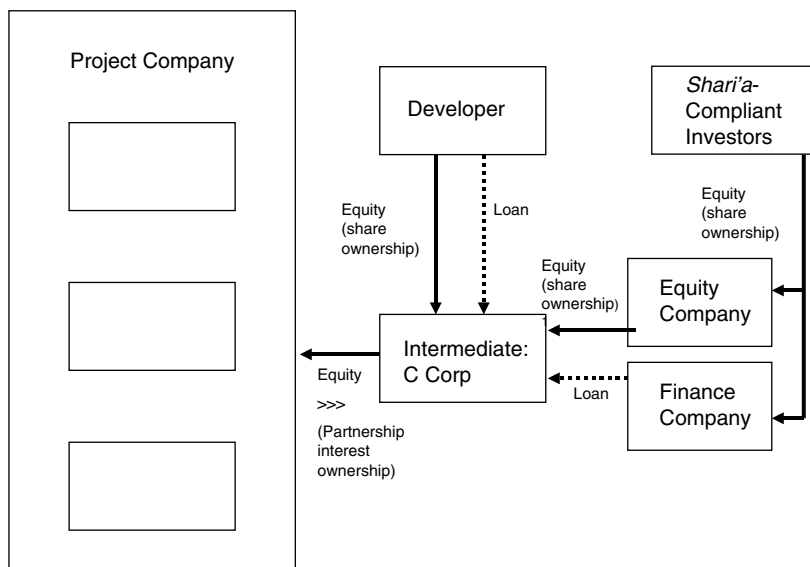 Project Company
Developer
Shari'a-
Compliant
Investors
Equity
(share
ownership)
Loan
Equity
(share
ownership)
Equity
(share
ownership)
Equity
Company
Intermediate:
C Corp
Equity
>>>
(Partnership
interest
ownership)
Loan
Finance
Company